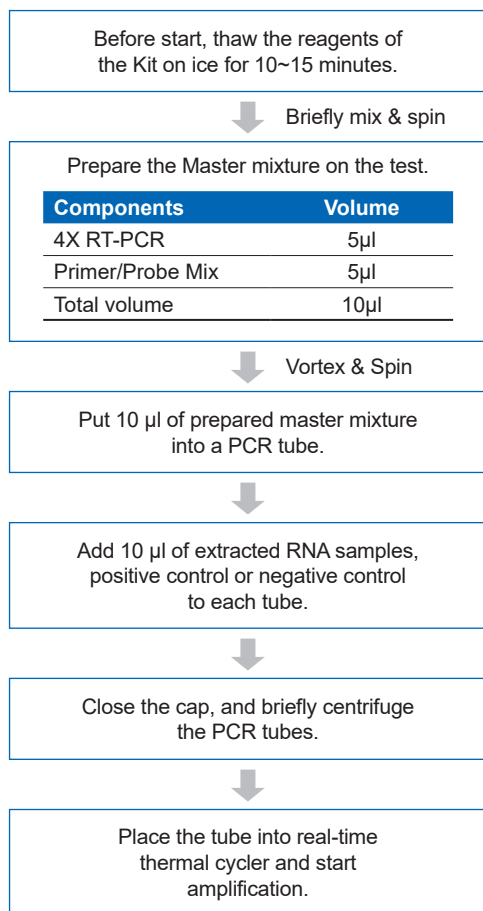 Before start, thaw the reagents of
the Kit on ice for 10~15 minutes.
Briefly mix & spin
Prepare the Master mixture on the test.
Components Volume
4X RT-PCR 5µl
Primer/Probe Mix 5µl
Total volume 10µl
Vortex & Spin
Put 10 µl of prepared master mixture
into a PCR tube.
Add 10 µl of extracted RNA samples,
positive control or negative control
to each tube.
Close the cap, and briefly centrifuge
the PCR tubes.
Place the tube into real-time
thermal cycler and start
amplification.